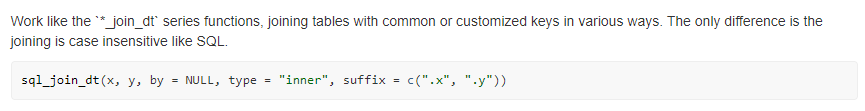 Work like the `*_join_dt` series functions, joining tables with common or customized keys in various ways. The only difference is the
joining is case insensitive like SQL.
sql_join_dt(x, y, by = NULL, type = "inner", suffix = c(".x", ".y"))